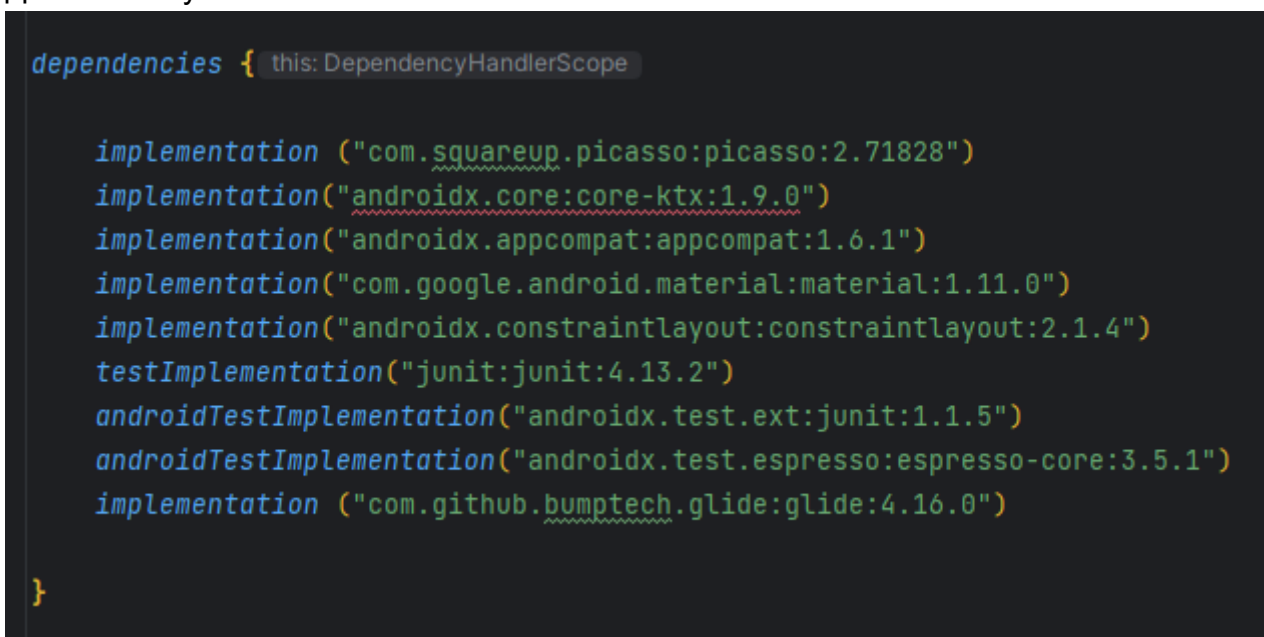 dependencies { this: DependencyHandlerScope
implementation ("com.squareup.picasso:picasso:2.71828")
implementation("androidx.core:core-ktx:1.9.0")
implementation("androidx.appcompat:appcompat:1.6.1")
implementation("com.google.android.material:material:1.11.0")
implementation("androidx.constraintlayout:constraintlayout:2.1.4")
testImplementation("junit:junit:4.13.2")
androidTestImplementation("androidx.test.ext:junit:1.1.5")
androidTestImplementation("androidx.test.espresso:espresso-core:3.5.1")
implementation ("com.github.bumptech.glide:glide:4.16.0")
}